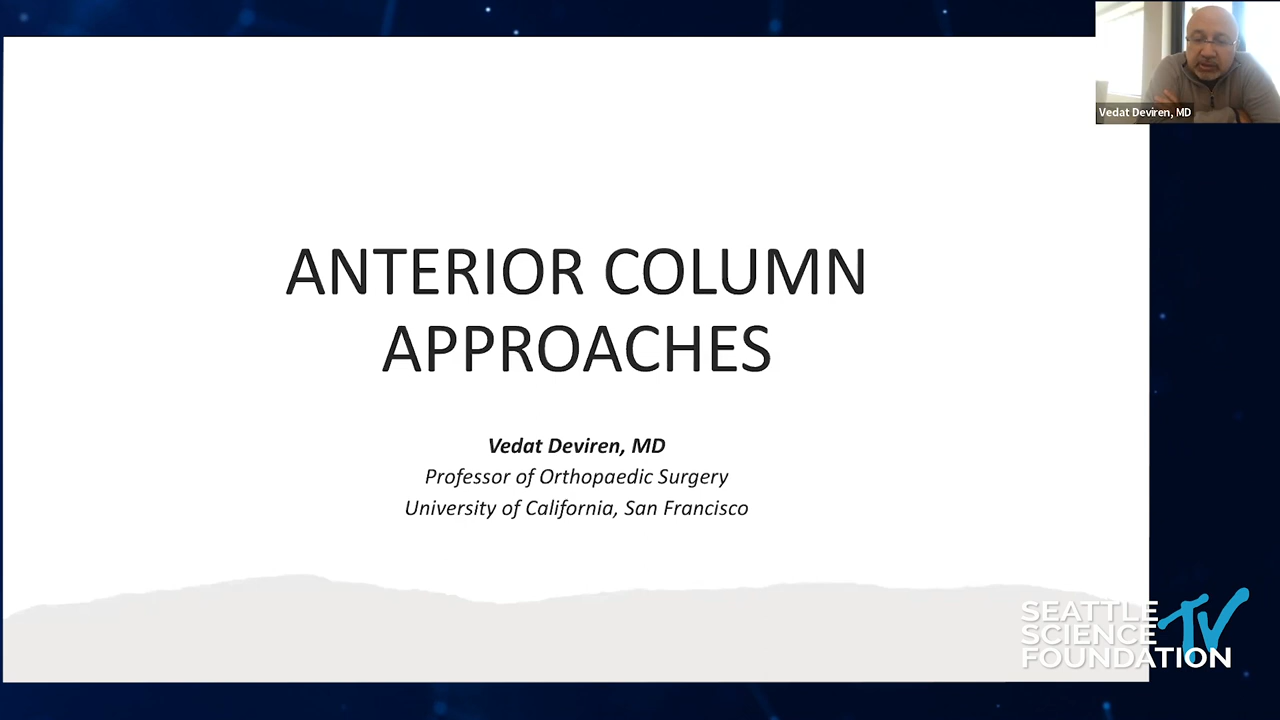 Vedat Deviren, MD
ANTERIOR COLUMN
APPROACHES
Vedat Deviren, MD
Professor of Orthopaedic Surgery
University of California, San Francisco
SEATTLE
SCIENCE
FOUNDATION
TV